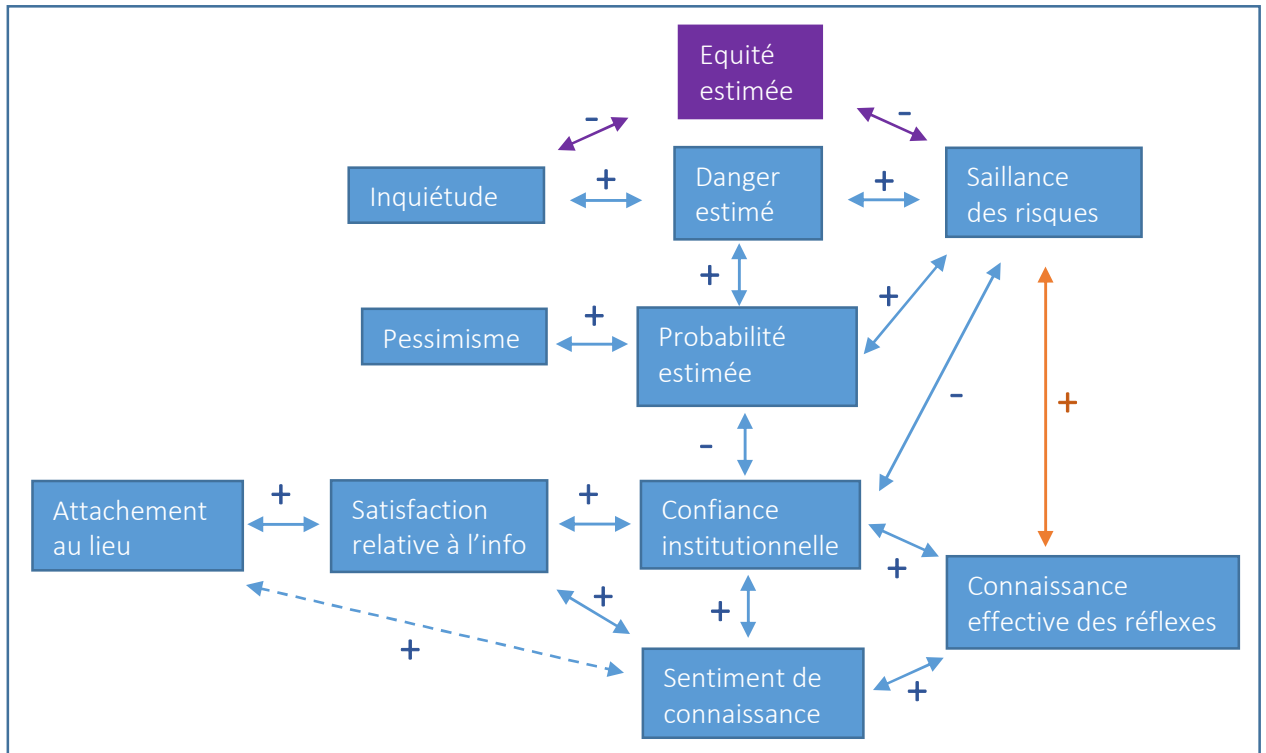 Equité
estimée
-
-
Inquiétude
+
Danger
estimé
+
Saillance
des risques
+
+
Pessimisme
+
Probabilité
estimée
-
+
-
Attachement
au lieu
+
Satisfaction
relative à l’info
+
Confiance
institutionnelle
+
Connaissance
effective des réflexes
+
+
+
Sentiment de
connaissance
+